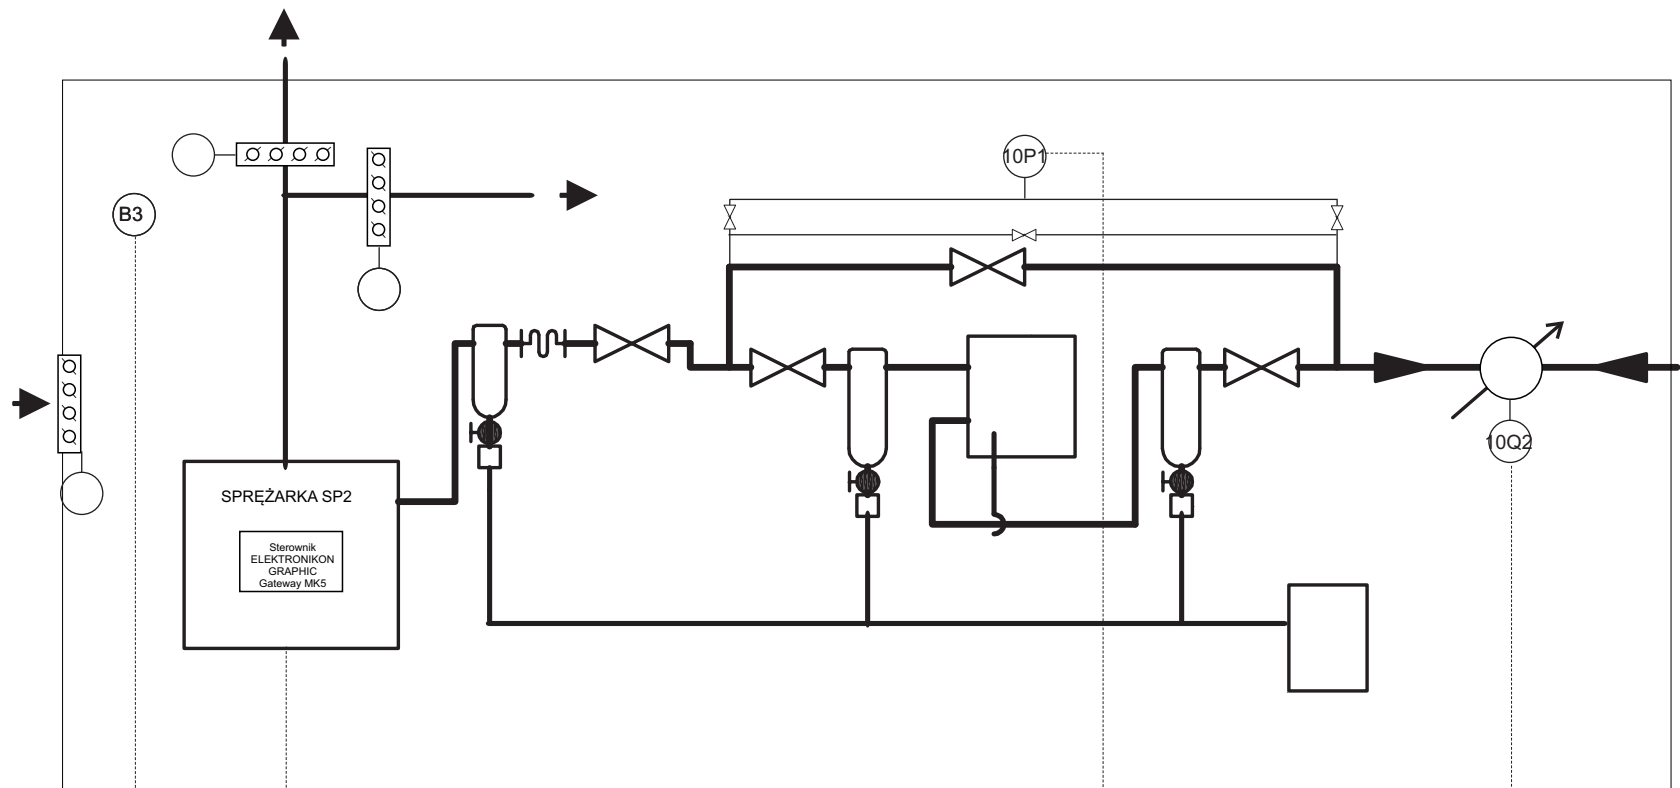 10P1
B3
10Q2
SPRĘŻARKA SP2
Sterownik
ELEKTRONIKON
GRAPHIC
Gateway MK5